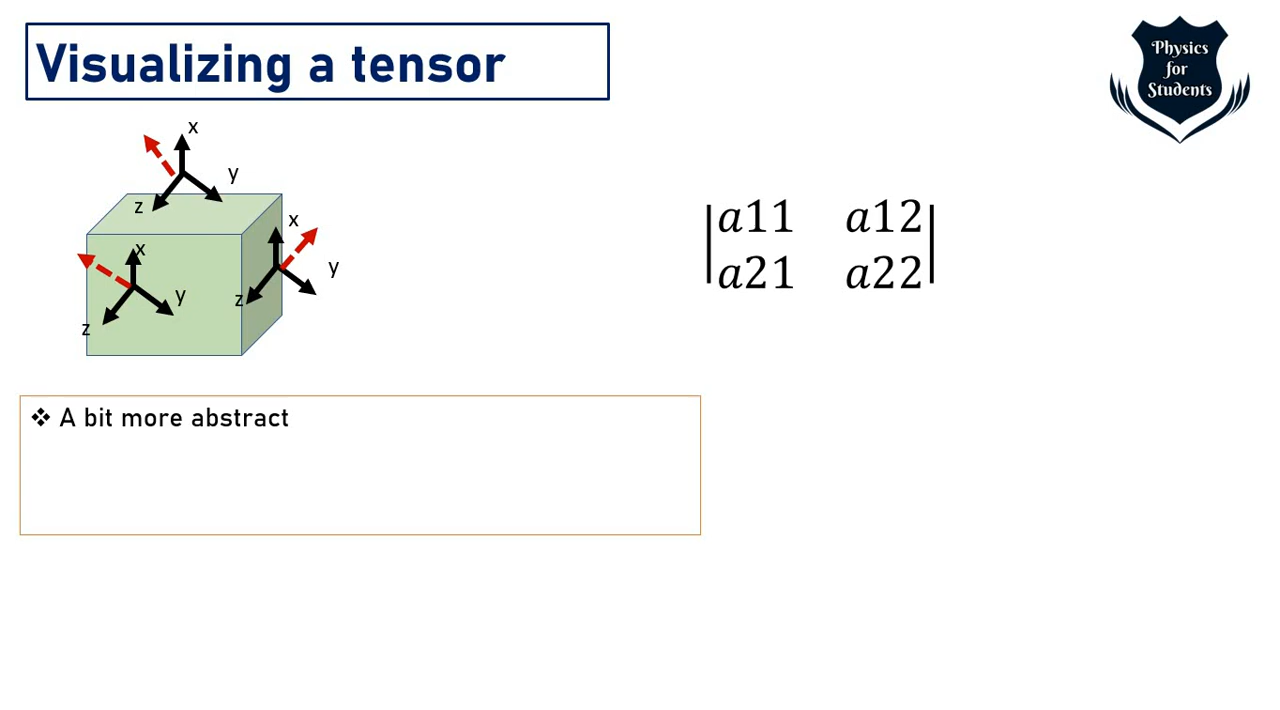 Visualizing a tensor
Physics
for
Students
x
y
z
x
y
z
x
y
z
a11 a12
a21 a22
❖ A bit more abstract